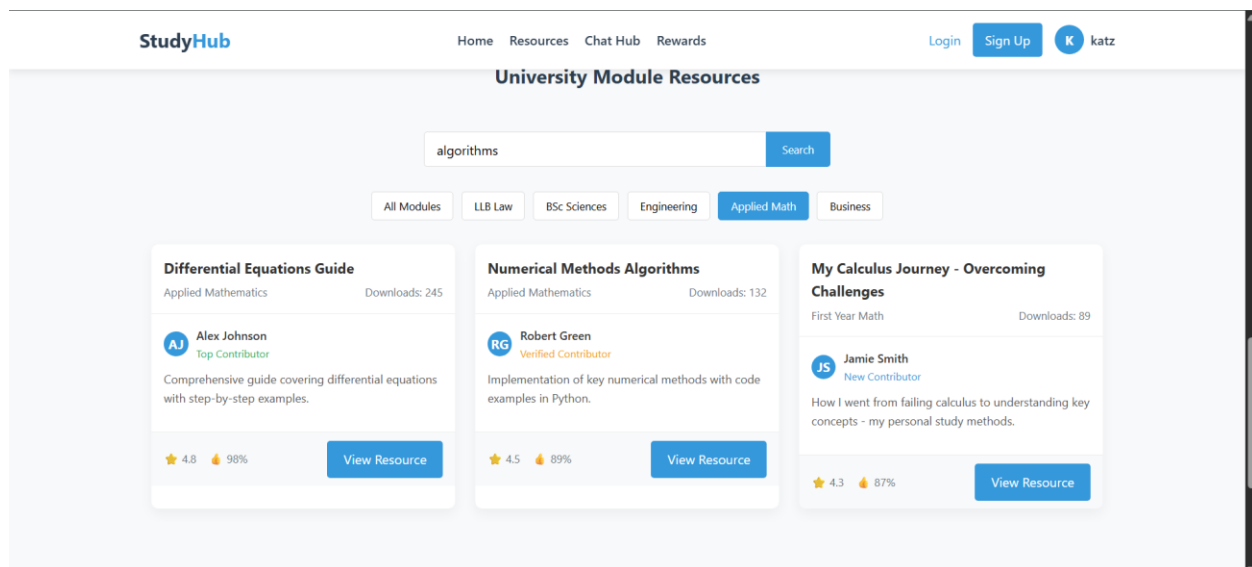 StudyHub
Home Resources Chat Hub Rewards
Login Sign Up K katz
University Module Resources
algorithms Search
All Modules LLB Law BSc Sciences Engineering Applied Math Business
Differential Equations Guide
Applied Mathematics Downloads: 245
AJ Alex Johnson
Top Contributor
Comprehensive guide covering differential equations
with step-by-step examples.
4.8 98% View Resource
Numerical Methods Algorithms
Applied Mathematics Downloads: 132
RG Robert Green
Verified Contributor
Implementation of key numerical methods with code
examples in Python.
4.5 89% View Resource
My Calculus Journey - Overcoming
Challenges
First Year Math Downloads: 89
JS Jamie Smith
New Contributor
How I went from failing calculus to understanding key
concepts - my personal study methods.
4.3 87% View Resource